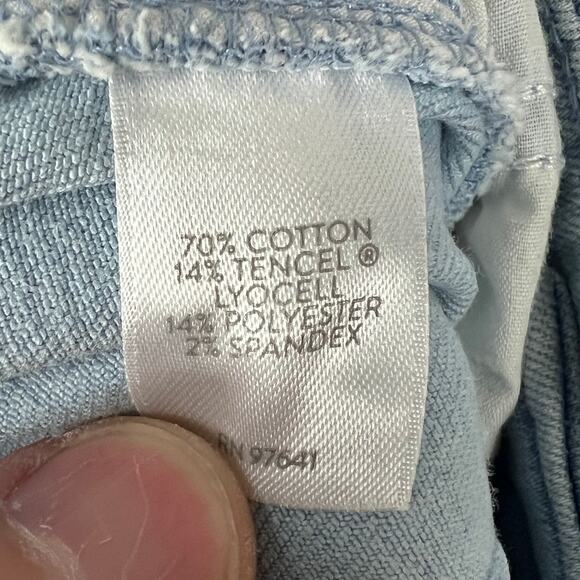 70% COTTON
14% TENCEL ®
LYOCELL
14% POLYESTER
2% SPANDEX
RN 97641